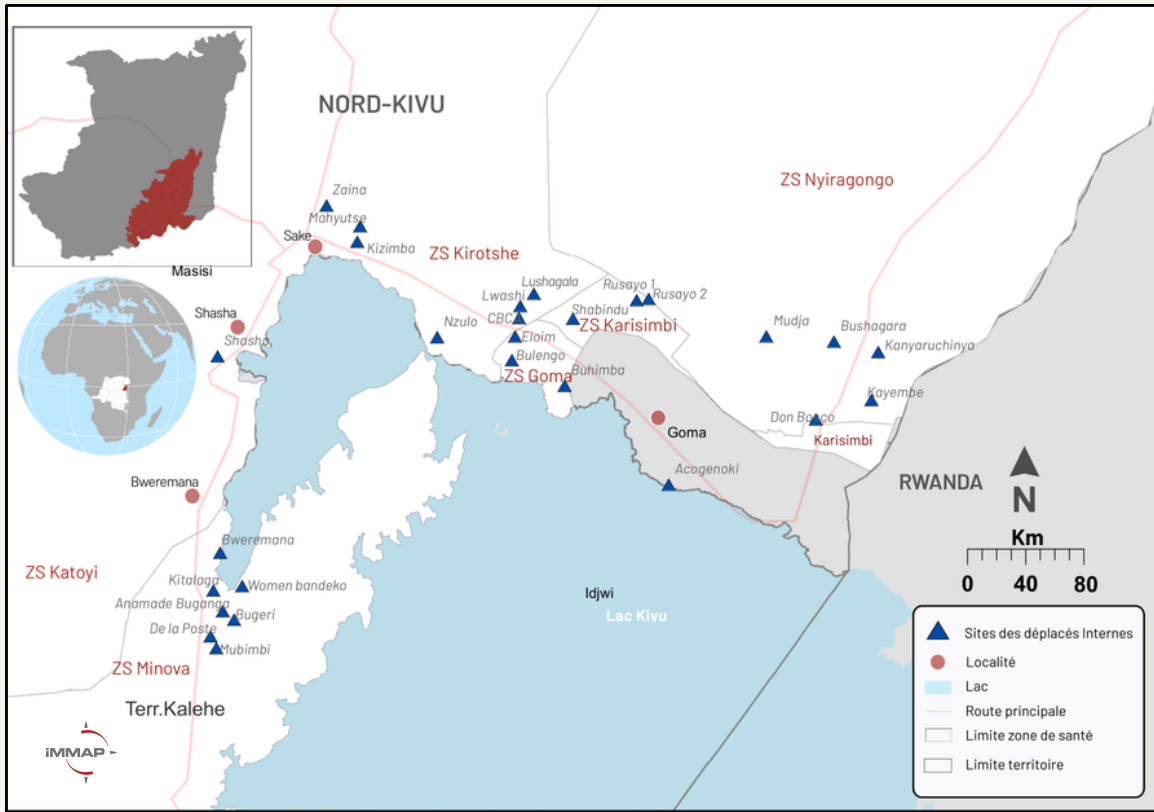 NORD-KIVU
ZS Nyiragongo
Zaina
Mahyutse
Sake
Kizimba
ZS Kirotshe
Masisi
Lushagala
Rusayo 1
Rusayo 2
Lwashi
Shasha
CBC
Shabindu
ZS Karisimbi
Nzulo
Eloim
Mudja
Bushagara
Shasha
Kanyaruchinya
Bulengo
ZS Goma
Buhimba
Kayembe
Don Bosco
Goma
Karisimbi
Acogenoki
RWANDA
Bweremana
N
Km
0 40 80
Bweremana
ZS Katoyi
Kitalaga
Women bandeko
Idjwi
Anamade Buganga
Lac Kivu
Bugeri
De la Poste
Mubimbi
ZS Minova
Terr.Kalehe
iMMAP
Sites des déplacés Internes
Localité
Lac
Route principale
Limite zone de santé
Limite territoire